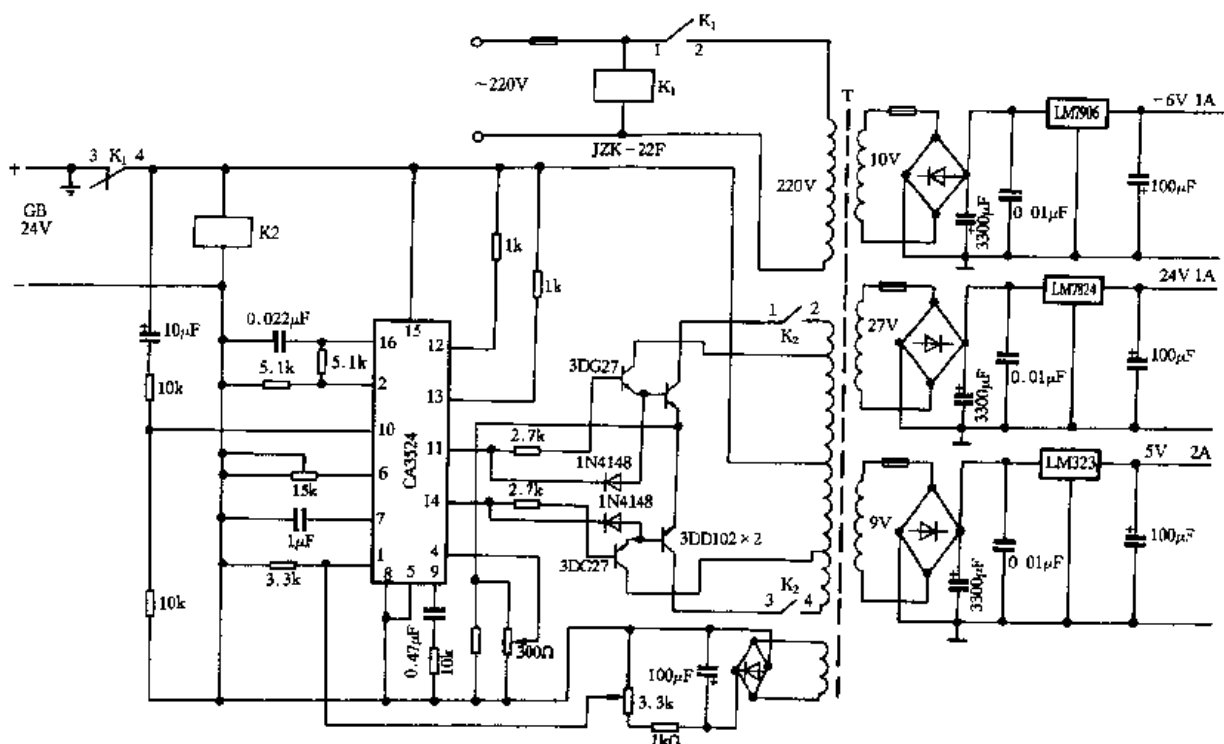 K₁
1 2
~220V
K₁
JZK-22F
T
220V
10V
LM7906
-6V 1A
3300μF
0.01μF
100μF
+ 3 K₁ 4
GB
24V
K2
−
1k
1k
10μF
0.022μF
16
15
12
5.1k
5.1k
2
13
10k
10
CA3524
11
2.7k
6
15k
1N4148
2.7k
14
1N4148
7
1μF
4
1
3.3k
8 5 9
10k
3DG27
3DG27
3DD102×2
1 2
K₂
K₂
3 4
27V
LM7824
24V 1A
3300μF
0.01μF
100μF
9V
LM323
5V 2A
3300μF
0.01μF
100μF
0.47μF
10k
300Ω
100μF
3.3k
1kΩ